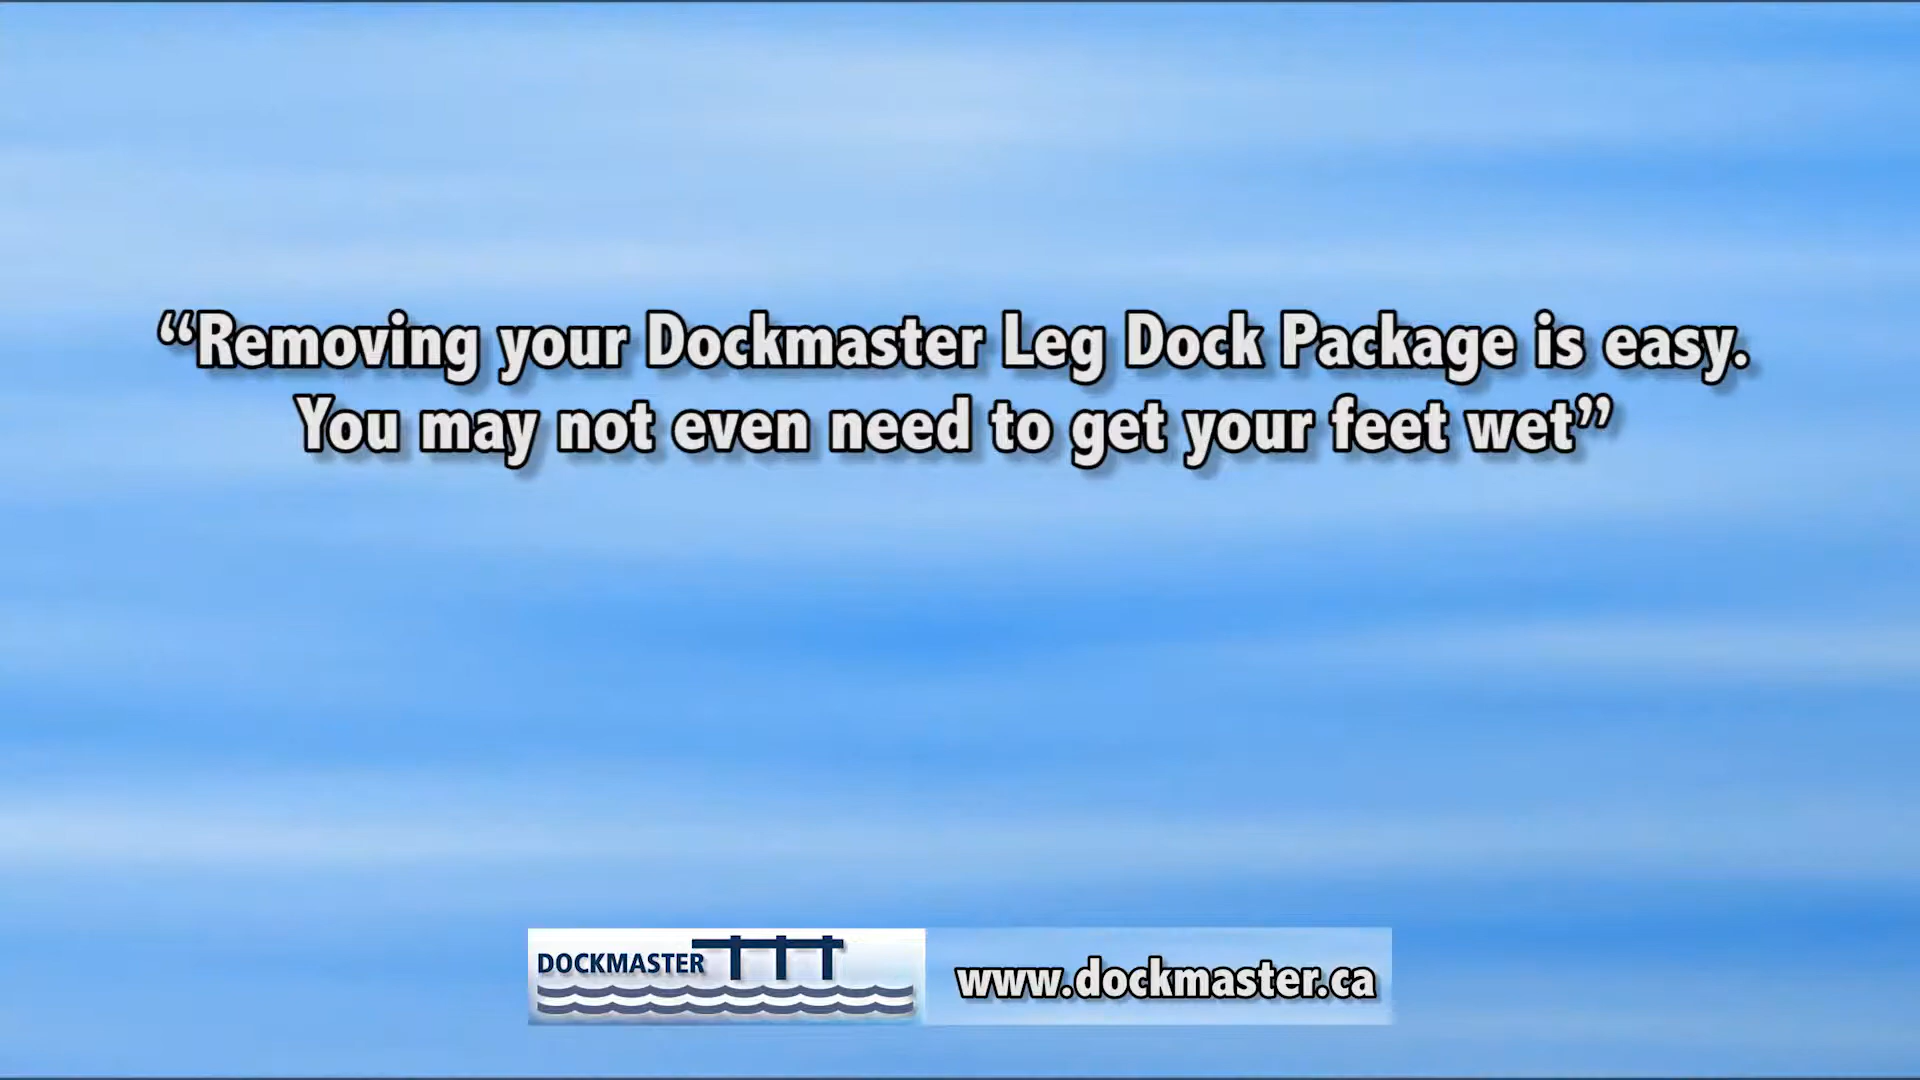 “Removing your Dockmaster Leg Dock Package is easy.
You may not even need to get your feet wet”
DOCKMASTER
www.dockmaster.ca